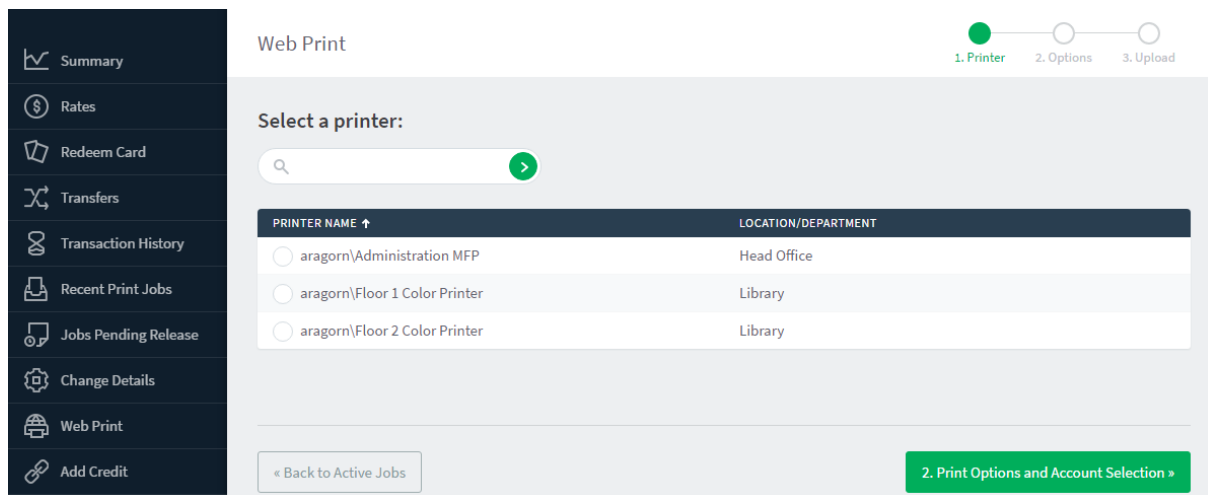 Summary
Rates
Redeem Card
Transfers
Transaction History
Recent Print Jobs
Jobs Pending Release
Change Details
Web Print
Add Credit
Web Print
1. Printer 2. Options 3. Upload
Select a printer:
PRINTER NAME ↑ LOCATION/DEPARTMENT
aragorn\Administration MFP Head Office
aragorn\Floor 1 Color Printer Library
aragorn\Floor 2 Color Printer Library
« Back to Active Jobs 2. Print Options and Account Selection »